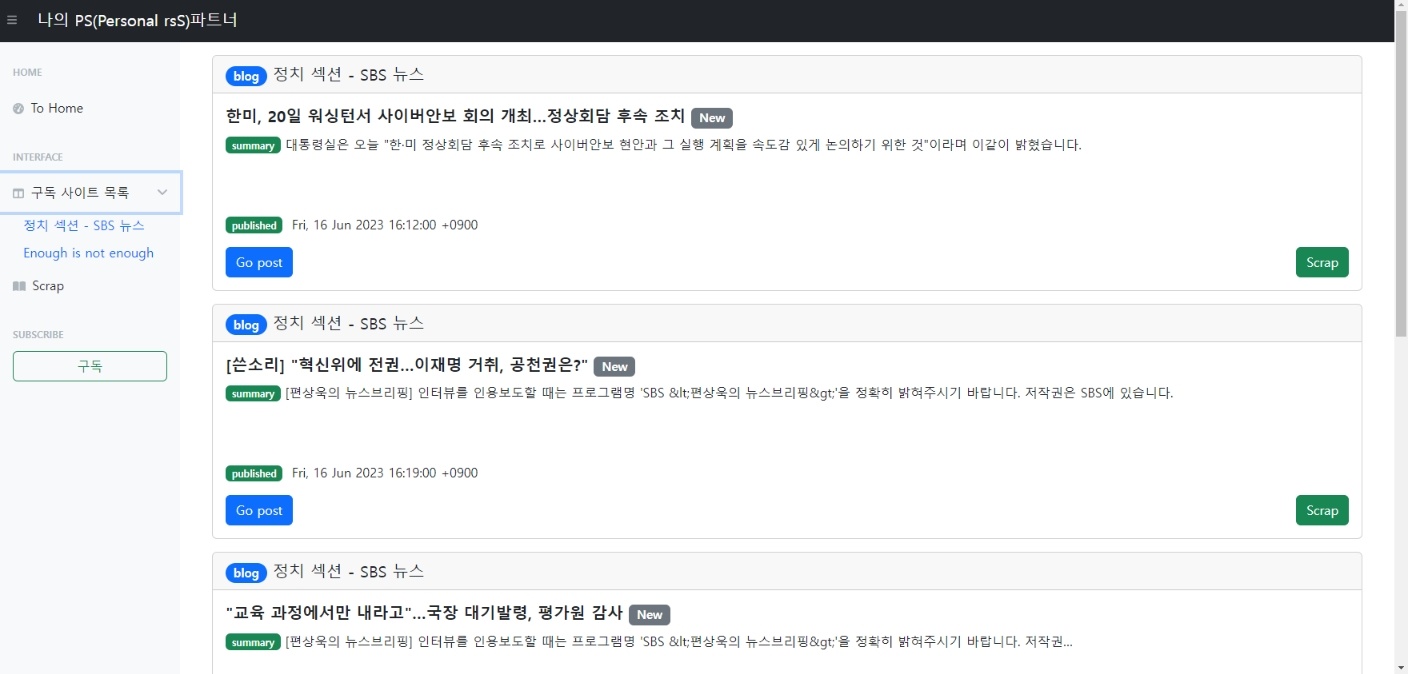 나의 PS(Personal rsS)파트너
HOME
To Home
INTERFACE
구독 사이트 목록
정치 섹션 - SBS 뉴스
Enough is not enough
Scrap
SUBSCRIBE
구독
blog 정치 섹션 - SBS 뉴스
한미, 20일 워싱턴서 사이버안보 회의 개최...정상회담 후속 조치 New
summary 대통령실은 오늘 "한·미 정상회담 후속 조치로 사이버안보 현안과 그 실행 계획을 속도감 있게 논의하기 위한 것"이라며 이같이 밝혔습니다.
published Fri, 16 Jun 2023 16:12:00 +0900
Go post Scrap
blog 정치 섹션 - SBS 뉴스
[쓴소리] "혁신위에 전권...이재명 거취, 공천권은?" New
summary [편상욱의 뉴스브리핑] 인터뷰를 인용보도할 때는 프로그램명 'SBS &lt;편상욱의 뉴스브리핑&gt;'을 정확히 밝혀주시기 바랍니다. 저작권은 SBS에 있습니다.
published Fri, 16 Jun 2023 16:19:00 +0900
Go post Scrap
blog 정치 섹션 - SBS 뉴스
"교육 과정에서만 내라고"...국장 대기발령, 평가원 감사 New
summary [편상욱의 뉴스브리핑] 인터뷰를 인용보도할 때는 프로그램명 'SBS &lt;편상욱의 뉴스브리핑&gt;'을 정확히 밝혀주시기 바랍니다. 저작권...